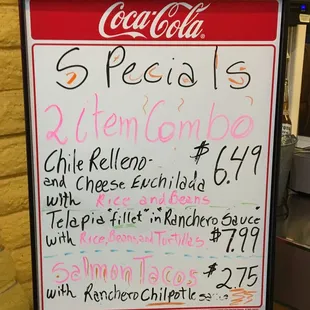 Coca-Cola
Specials
2 item Combo
Chile Relleno- $6.49
and Cheese Enchilada
with Rice and Beans
Telapia "fillet" in Ranchero Sauce
with Rice, Beans, and Tortillas $7.99
Salmon Tacos $2.75
with Ranchero Chilpotle sauce